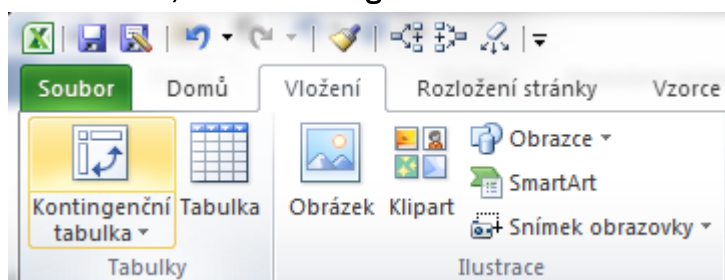 Soubor Domů Vložení Rozložení stránky Vzorce
Kontingenční tabulka
Tabulka
Obrázek
Klipart
Obrazce
SmartArt
Snímek obrazovky
Tabulky
Ilustrace